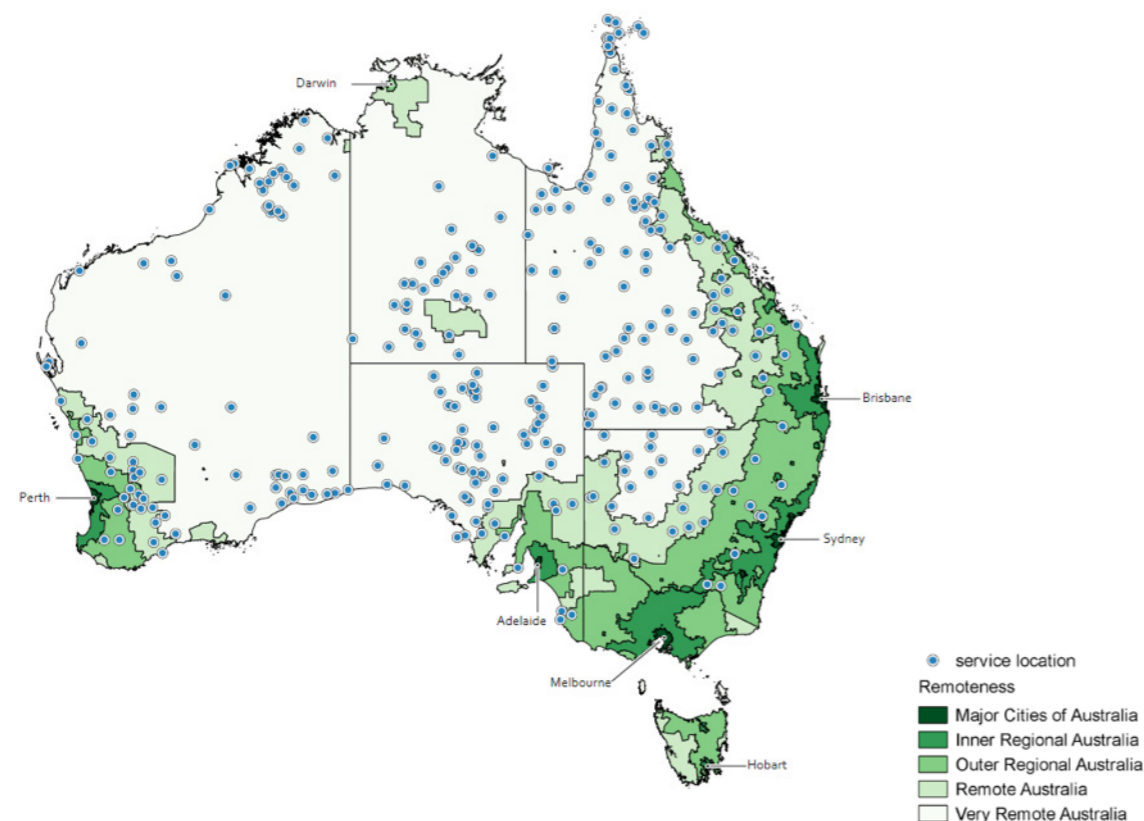 Darwin
Brisbane
Perth
Sydney
Adelaide
Melbourne
Hobart
service location
Remoteness
Major Cities of Australia
Inner Regional Australia
Outer Regional Australia
Remote Australia
Very Remote Australia